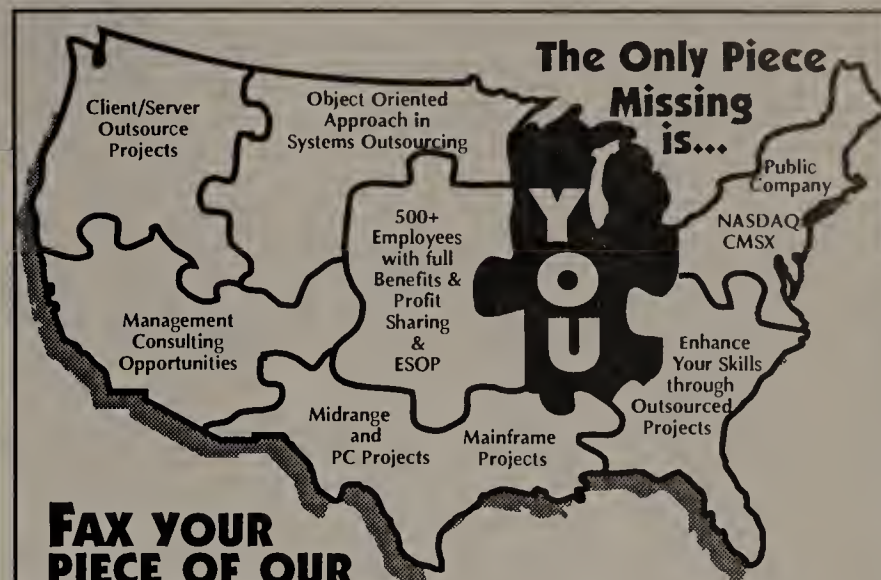 The Only Piece
Missing
is...
Client/Server
Outsource
Projects
Object Oriented
Approach in
Systems Outsourcing
Public
Company
NASDAQ
CMSX
500+
Employees
with full
Benefits &
Profit
Sharing
&
ESOP
Y
O
U
Management
Consulting
Opportunities
Enhance
Your Skills
through
Outsourced
Projects
Midrange
and
PC Projects
Mainframe
Projects
FAX YOUR
PIECE OF OUR